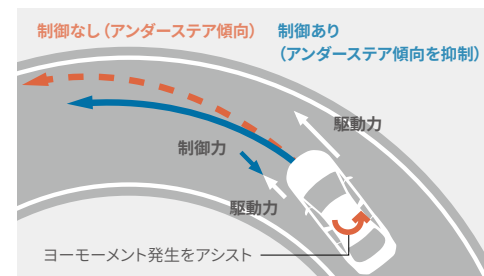 制御なし（アンダーステア傾向）
制御あり
（アンダーステア傾向を抑制）
駆動力
制御力
駆動力
ヨーモーメント発生をアシスト